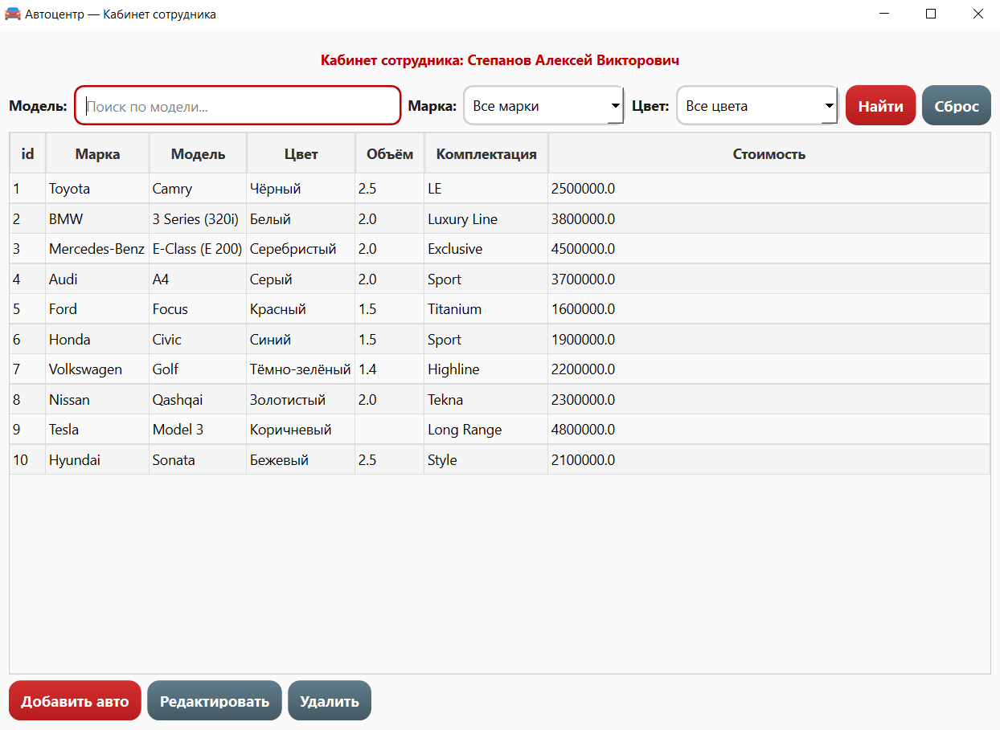 Автоцентр — Кабинет сотрудника
Кабинет сотрудника: Степанов Алексей Викторович
Модель: Поиск по модели... Марка: Все марки Цвет: Все цвета Найти Сброс
id Марка Модель Цвет Объём Комплектация Стоимость
1 Toyota Camry Чёрный 2.5 LE 2500000.0
2 BMW 3 Series (320i) Белый 2.0 Luxury Line 3800000.0
3 Mercedes-Benz E-Class (E 200) Серебристый 2.0 Exclusive 4500000.0
4 Audi A4 Серый 2.0 Sport 3700000.0
5 Ford Focus Красный 1.5 Titanium 1600000.0
6 Honda Civic Синий 1.5 Sport 1900000.0
7 Volkswagen Golf Тёмно-зелёный 1.4 Highline 2200000.0
8 Nissan Qashqai Золотистый 2.0 Tekna 2300000.0
9 Tesla Model 3 Коричневый Long Range 4800000.0
10 Hyundai Sonata Бежевый 2.5 Style 2100000.0
Добавить авто Редактировать Удалить